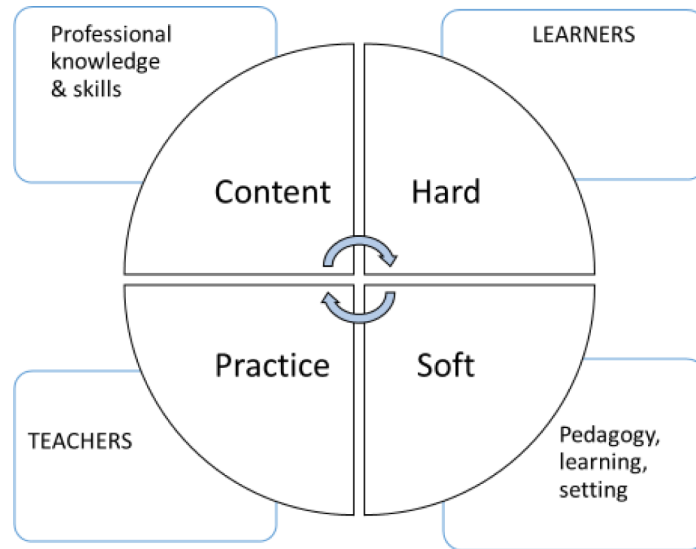 Professional
knowledge
& skills
LEARNERS
Content
Hard
Practice
Soft
TEACHERS
Pedagogy,
learning,
setting